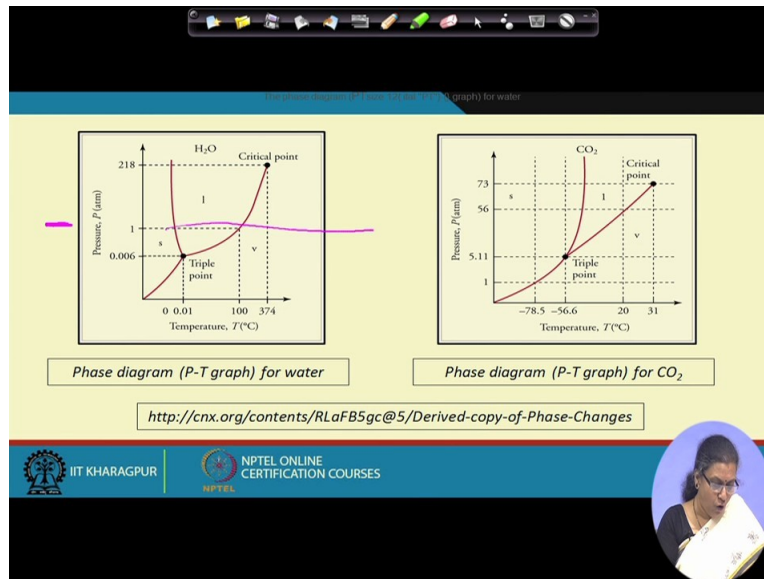 graph) for water
H₂O
Critical point
218
l
Pressure, P (atm)
1
s
v
0.006
Triple
point
0 0.01 100 374
Temperature, T(°C)
CO₂
Critical
point
73
s
l
56
Pressure, P (atm)
v
5.11
Triple
point
1
-78.5 -56.6 20 31
Temperature, T(°C)
Phase diagram (P-T graph) for water
Phase diagram (P-T graph) for CO₂
http://cnx.org/contents/RLaFB5gc@5/Derived-copy-of-Phase-Changes
IIT KHARAGPUR
NPTEL
NPTEL ONLINE
CERTIFICATION COURSES